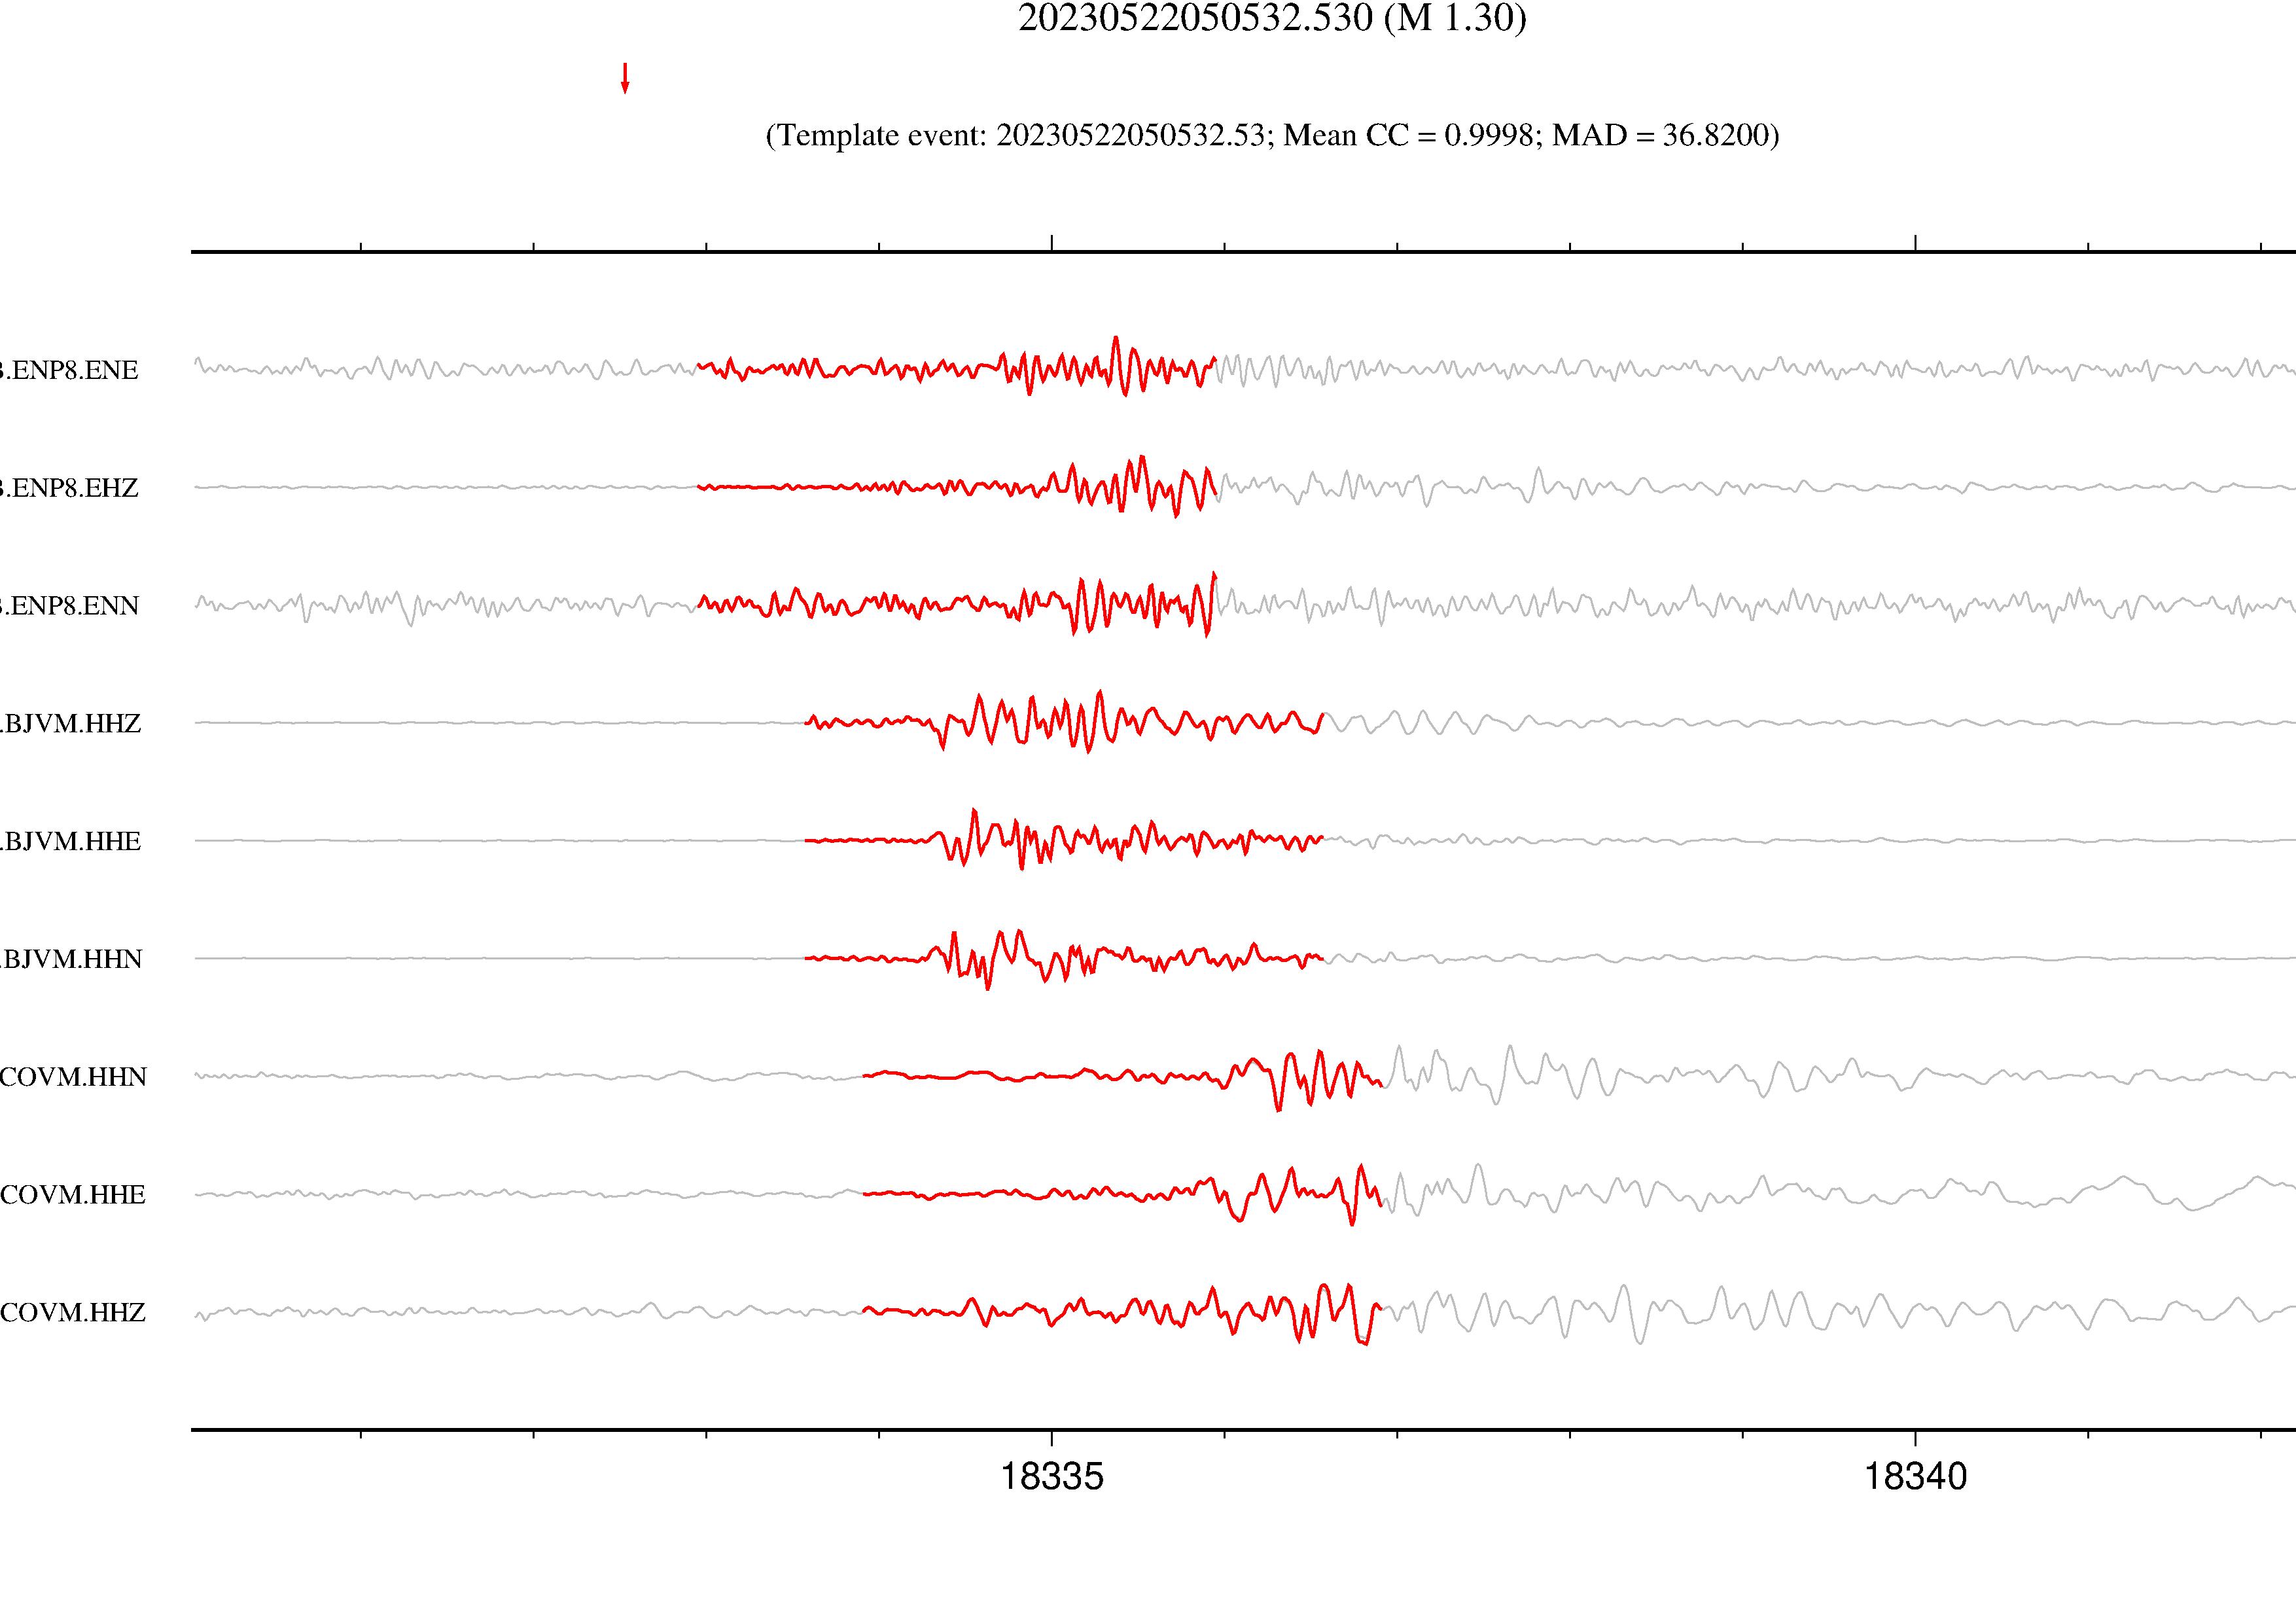 20230522050532.530 (M 1.30)
(Template event: 20230522050532.53; Mean CC = 0.9998; MAD = 36.8200)
.ENP8.ENE
.ENP8.EHZ
.ENP8.ENN
.BJVM.HHZ
.BJVM.HHE
.BJVM.HHN
COVM.HHN
COVM.HHE
COVM.HHZ
18335 18340